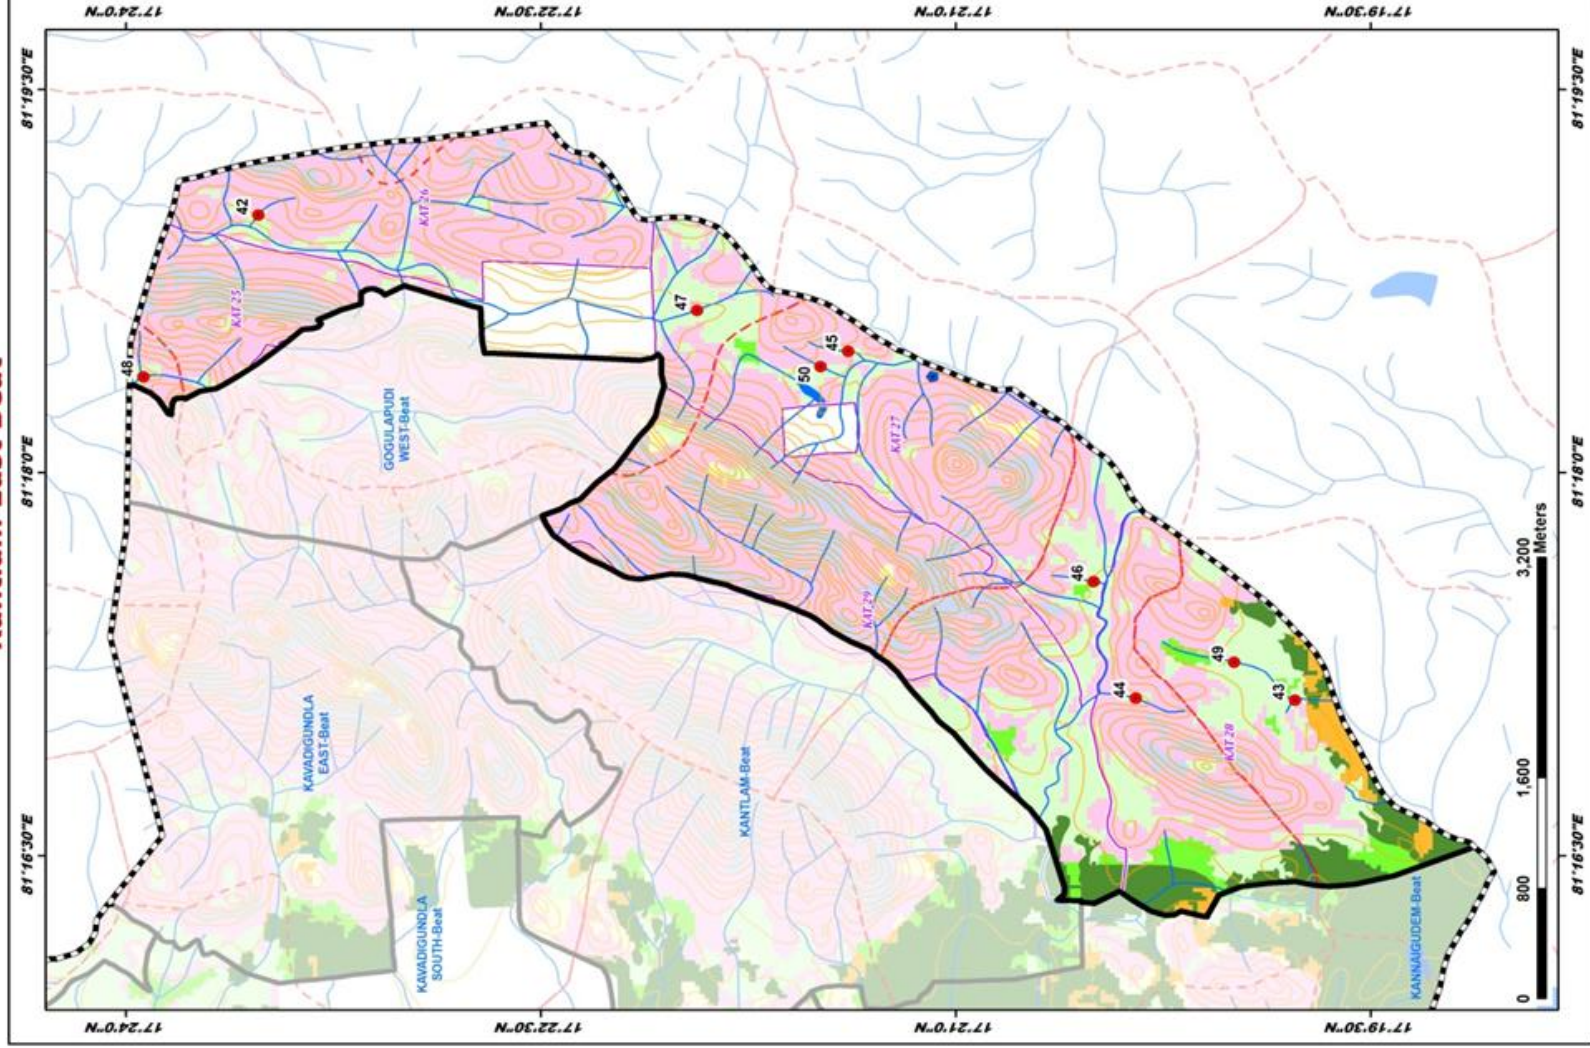 17°24'0"N
17°22'30"N
17°21'0"N
17°19'30"N
81°19'30"E
81°18'0"E
81°16'30"E
81°19'30"E
81°18'0"E
81°16'30"E
42
KAT 26
48
KAT 25
47
45
50
GOGULAPUDI
WEST-Beat
KAT 27
46
KAT 29
49
44
43
KAT 28
KAVADIGUNDLA
EAST-Beat
KANTLAM-Beat
KAVADIGUNDLA
SOUTH-Beat
KANNAIGUDEM-Beat
0
800
1,600
3,200
Meters
17°24'0"N
17°22'30"N
17°21'0"N
17°19'30"N